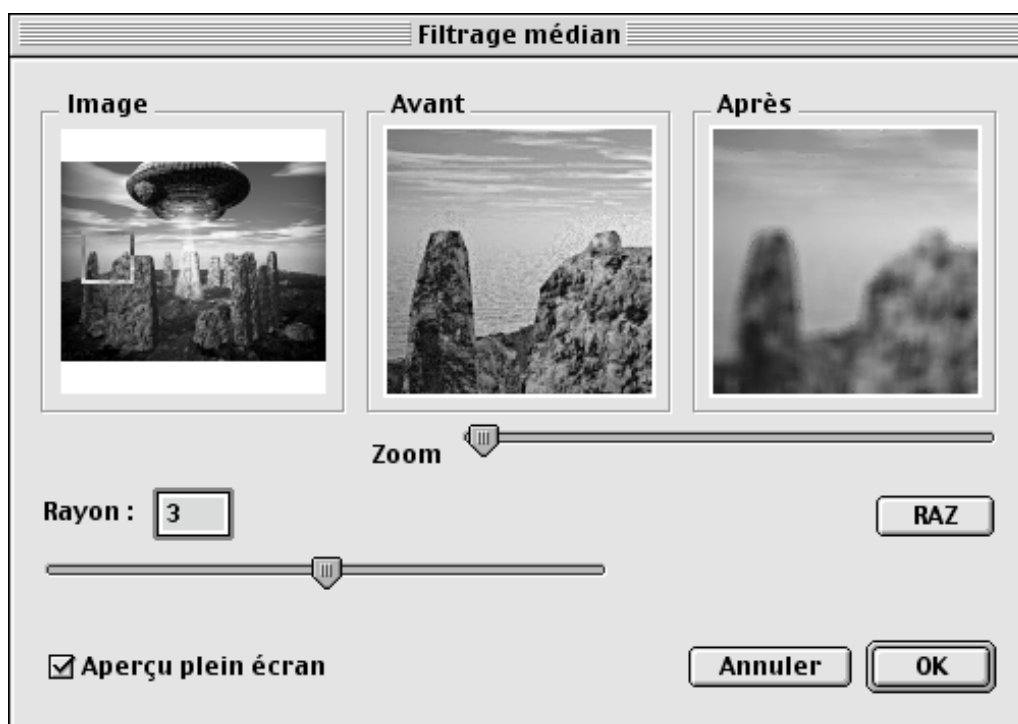 Filtrage médian
Image
Avant
Après
Zoom
Rayon : 3
RAZ
Aperçu plein écran
Annuler
OK